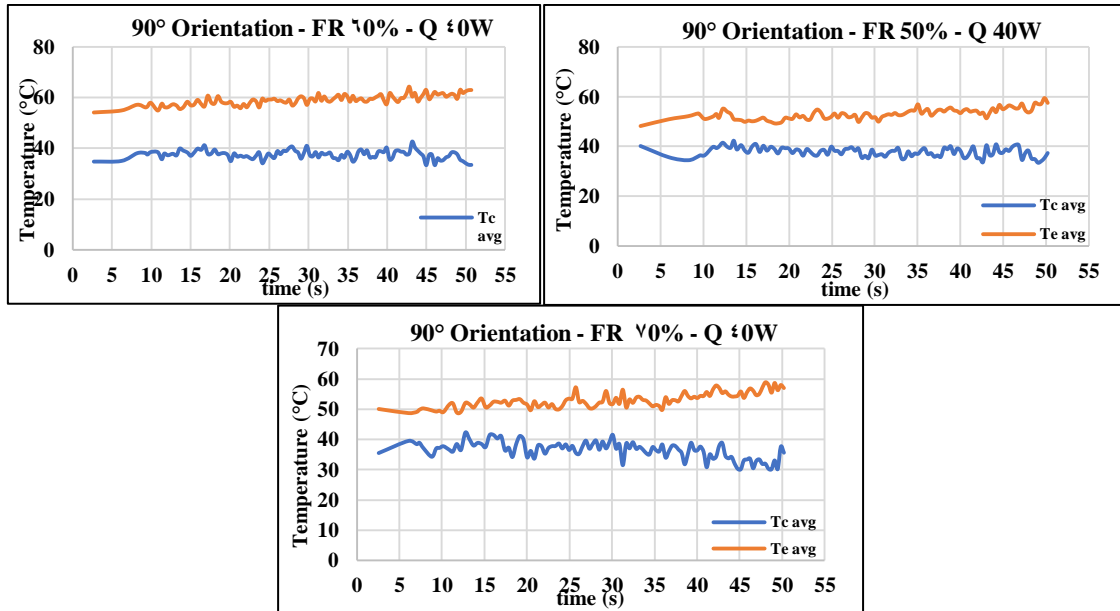 90° Orientation - FR ٦0% - Q ٤0W
Temperature (°C)
80
60
40
20
0
Tc
avg
0 5 10 15 20 25 30 35 40 45 50 55
time (s)
90° Orientation - FR 50% - Q 40W
Temperature (°C)
80
60
40
20
0
Tc avg
Te avg
0 5 10 15 20 25 30 35 40 45 50 55
time (s)
90° Orientation - FR ٧0% - Q ٤0W
Temperature (°C)
70
60
50
40
30
20
10
0
Tc avg
Te avg
0 5 10 15 20 25 30 35 40 45 50 55
time (s)